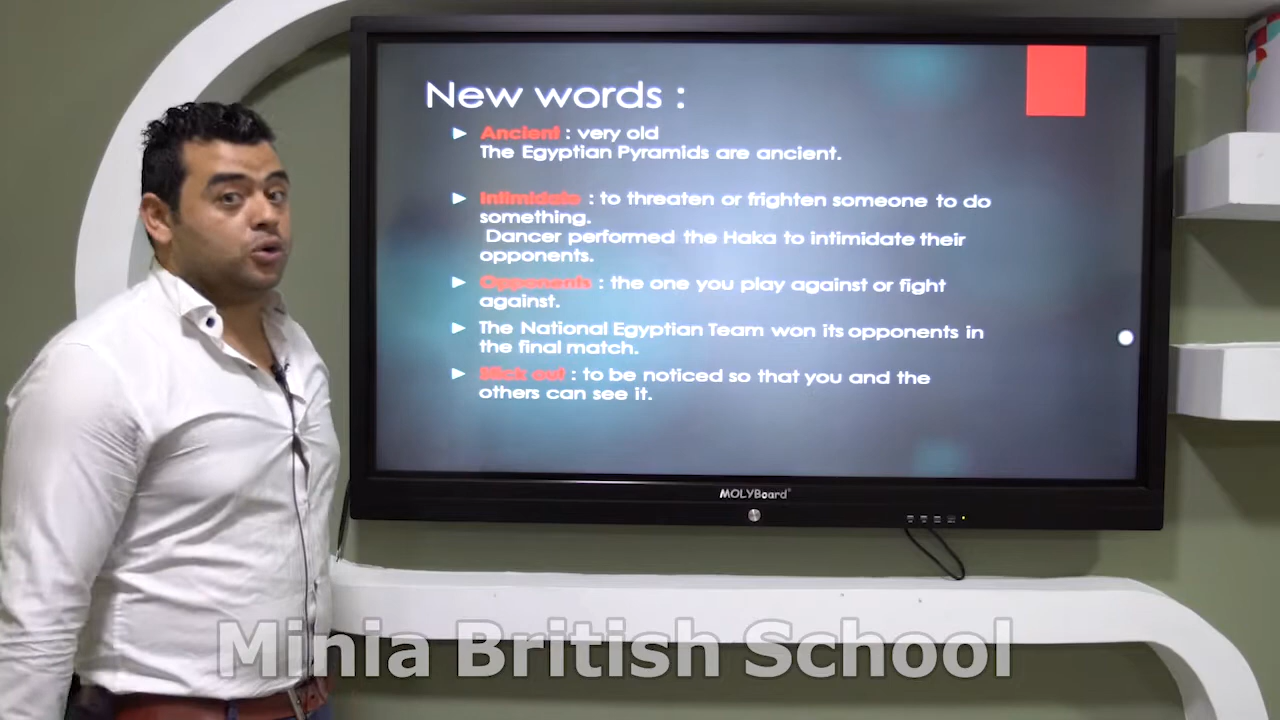 New words :
► Ancient : very old
The Egyptian Pyramids are ancient.
► Intimidate : to threaten or frighten someone to do
something.
Dancer performed the Haka to intimidate their
opponents.
► Opponents : the one you play against or fight
against.
► The National Egyptian Team won its opponents in
the final match.
► Stick out : to be noticed so that you and the
others can see it.
MOLYBoard
Minia British School